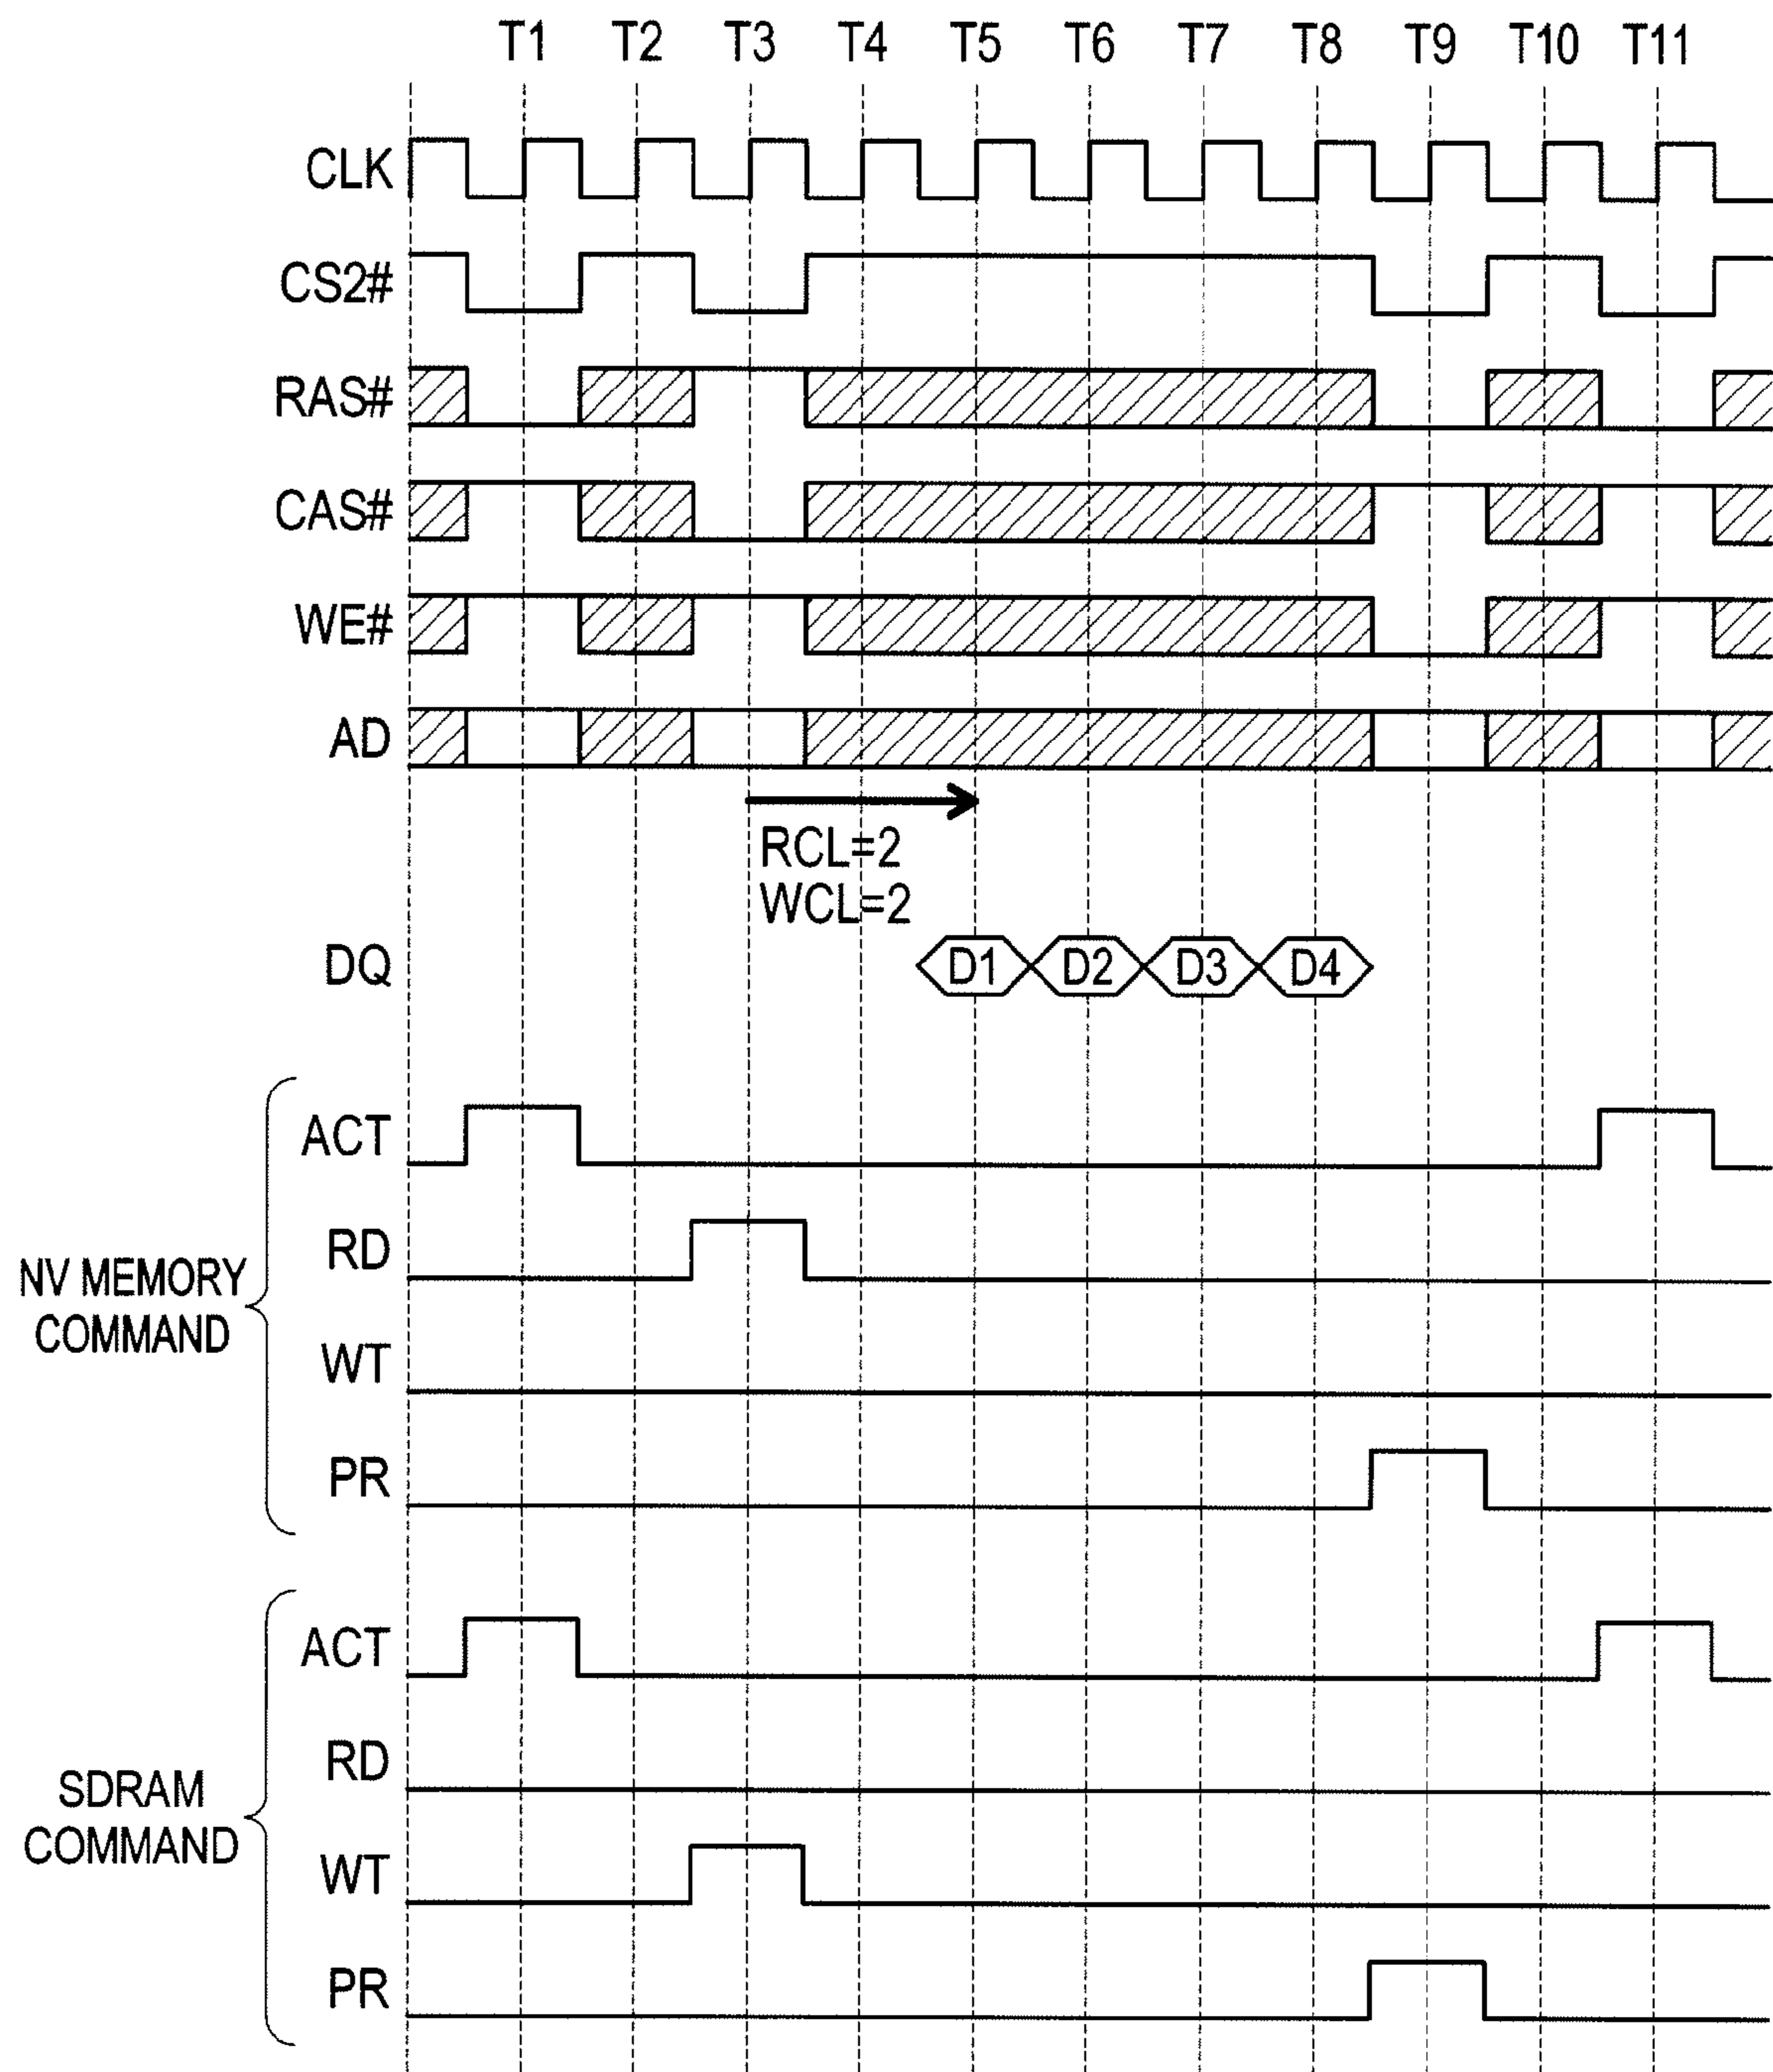 T1 T2 T3 T4 T5 T6 T7 T8 T9 T10 T11
CLK
CS2#
RAS#
CAS#
WE#
AD
RCL=2
WCL=2
DQ D1 D2 D3 D4
NV MEMORY
COMMAND
ACT
RD
WT
PR
SDRAM
COMMAND
ACT
RD
WT
PR